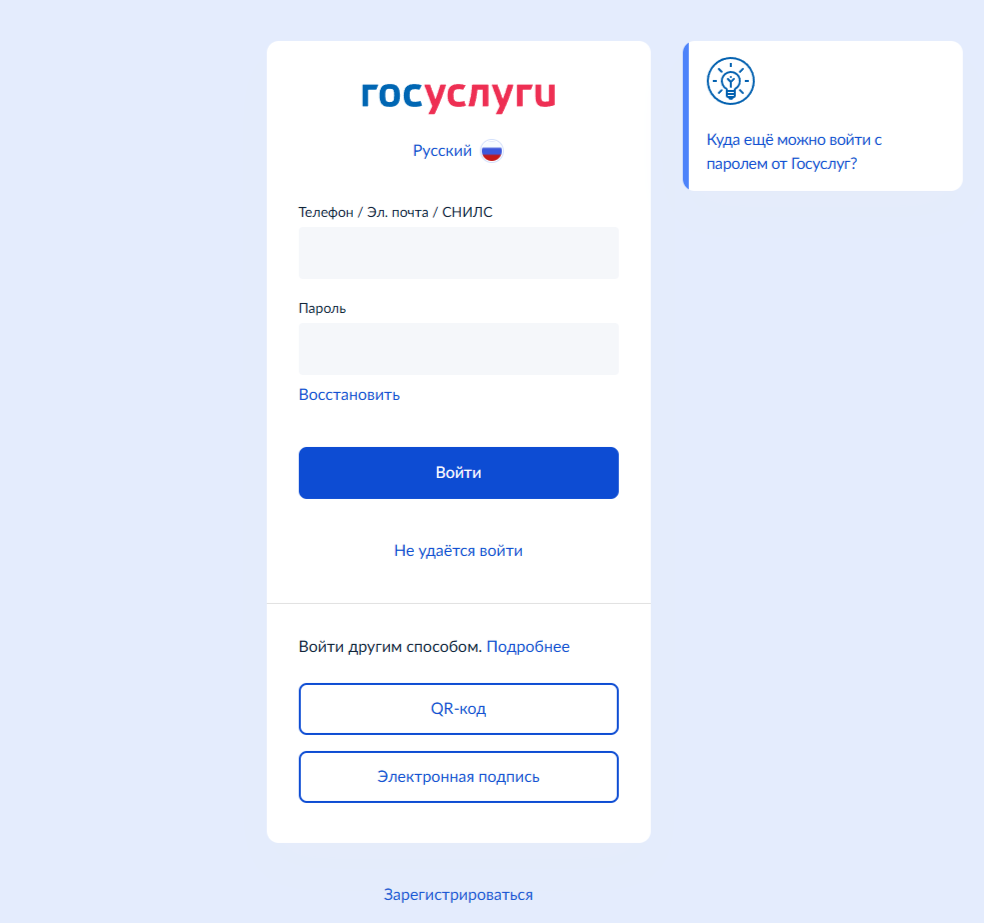 госуслуги
Русский
Телефон / Эл. почта / СНИЛС
Пароль
Восстановить
Войти
Не удаётся войти
Войти другим способом. Подробнее
QR-код
Электронная подпись
Зарегистрироваться
Куда ещё можно войти с
паролем от Госуслуг?